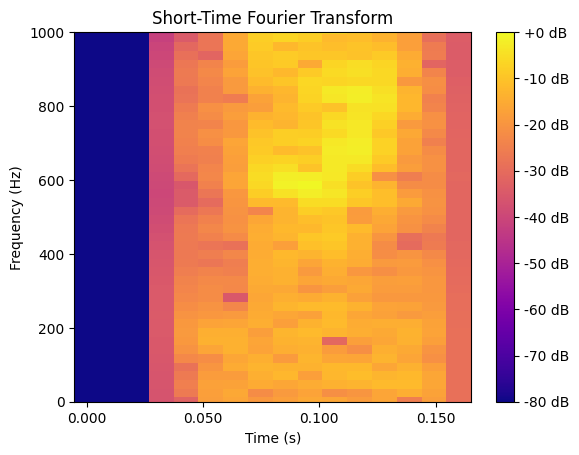 Short-Time Fourier Transform
1000
800
600
400
200
0
Frequency (Hz)
0.000
0.050
0.100
0.150
Time (s)
+0 dB
-10 dB
-20 dB
-30 dB
-40 dB
-50 dB
-60 dB
-70 dB
-80 dB